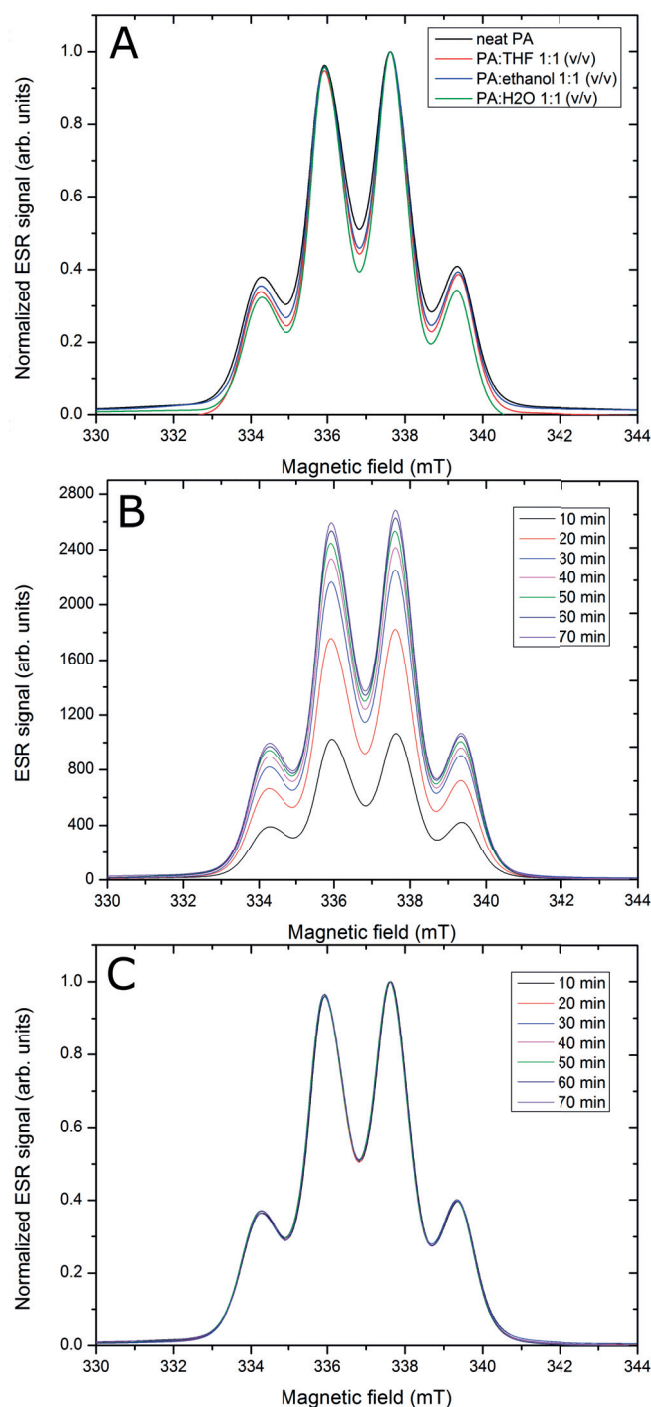 A
neat PA
PA:THF 1:1 (v/v)
PA:ethanol 1:1 (v/v)
PA:H2O 1:1 (v/v)
Normalized ESR signal (arb. units)
1.0
0.8
0.6
0.4
0.2
0.0
330 332 334 336 338 340 342 344
Magnetic field (mT)
B
10 min
20 min
30 min
40 min
50 min
60 min
70 min
ESR signal (arb. units)
2800
2400
2000
1600
1200
800
400
0
330 332 334 336 338 340 342 344
Magnetic field (mT)
C
10 min
20 min
30 min
40 min
50 min
60 min
70 min
Normalized ESR signal (arb. units)
1.0
0.8
0.6
0.4
0.2
0.0
330 332 334 336 338 340 342 344
Magnetic field (mT)